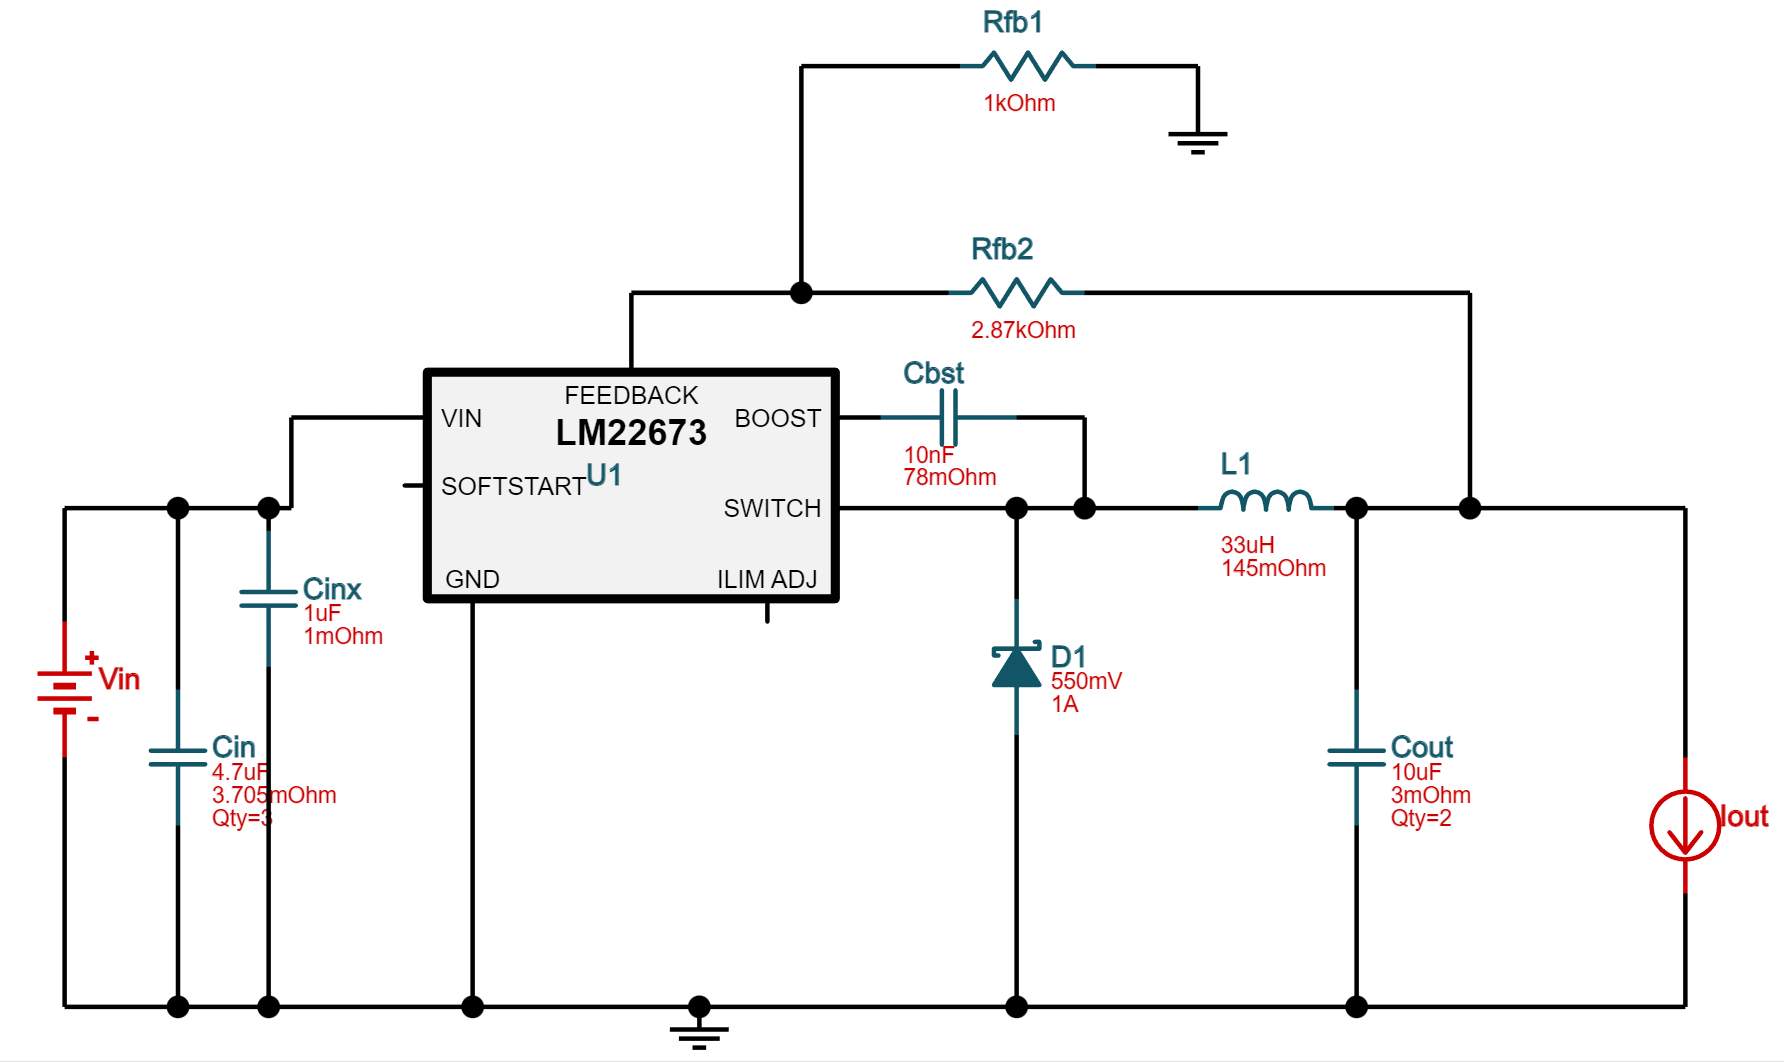 Rfb1
1kOhm
Rfb2
2.87kOhm
Cbst
10nF
78mOhm
FEEDBACK
VIN
LM22673
BOOST
U1
SOFTSTART
SWITCH
GND
ILIM ADJ
L1
33uH
145mOhm
Cinx
1uF
1mOhm
+
Vin
-
Cin
4.7uF
3.705mOhm
Qty=3
D1
550mV
1A
Cout
10uF
3mOhm
Qty=2
Iout